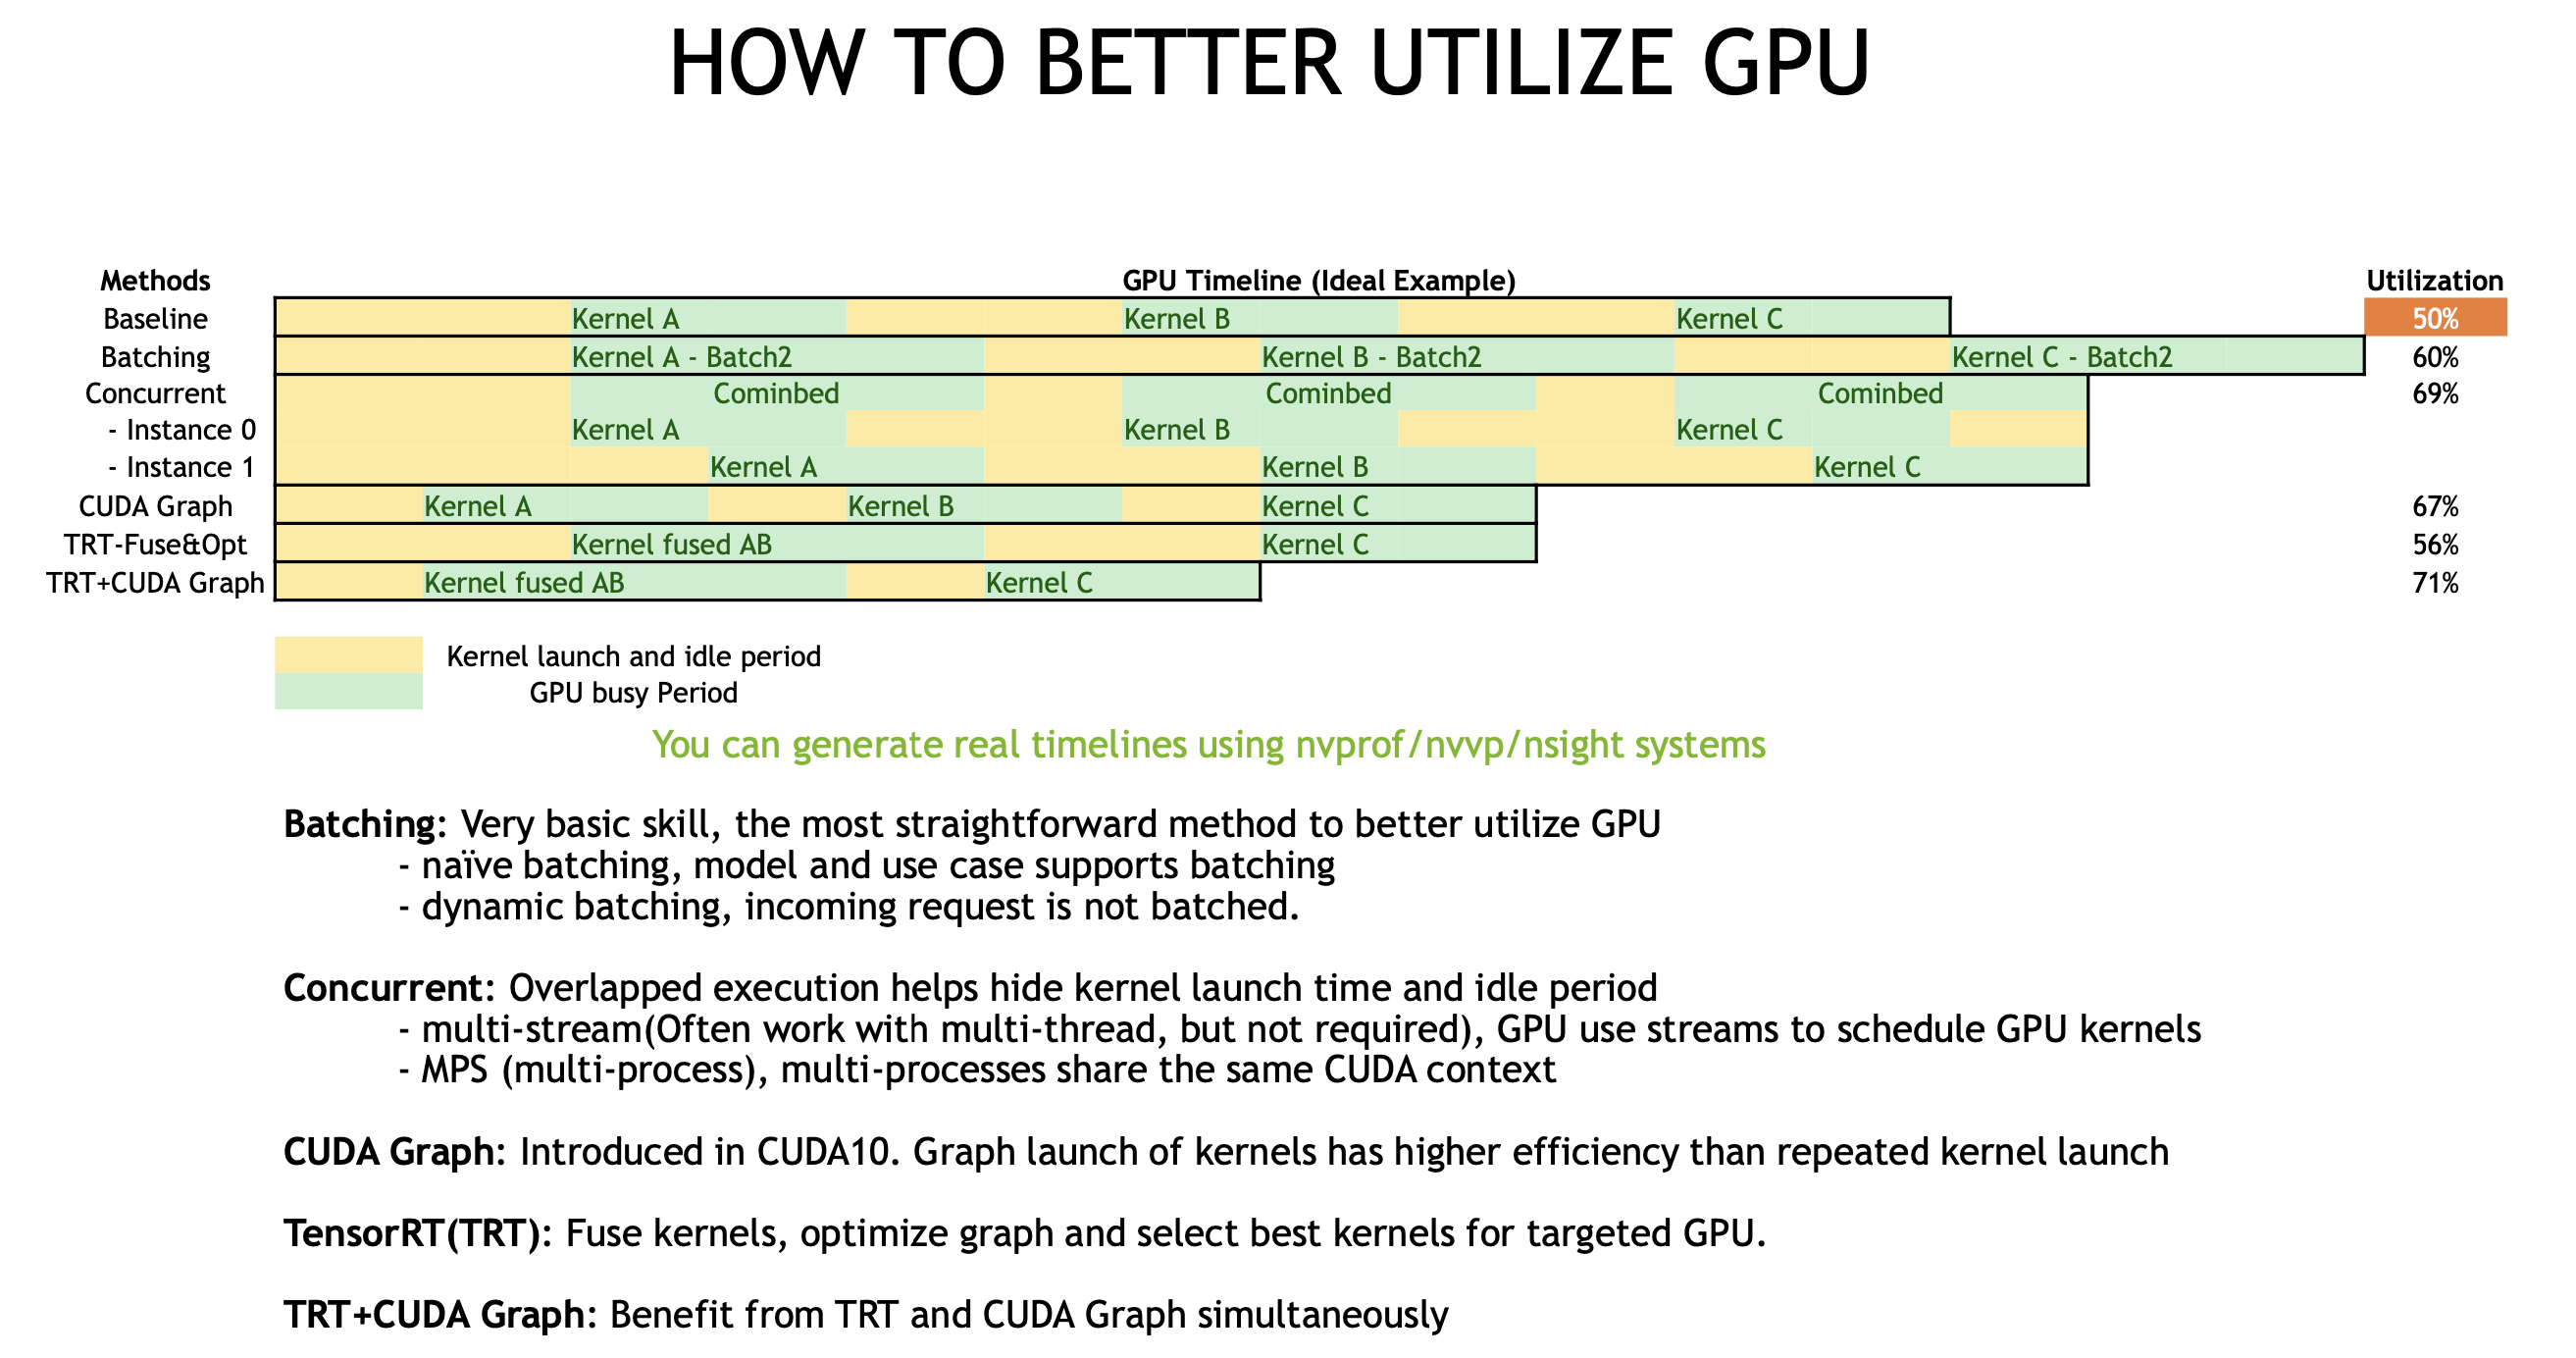 HOW TO BETTER UTILIZE GPU
Methods GPU Timeline (Ideal Example) Utilization
Baseline Kernel A Kernel B Kernel C 50%
Batching Kernel A - Batch2 Kernel B - Batch2 Kernel C - Batch2 60%
Concurrent Cominbed Cominbed Cominbed 69%
- Instance 0 Kernel A Kernel B Kernel C
- Instance 1 Kernel A Kernel B Kernel C
CUDA Graph Kernel A Kernel B Kernel C 67%
TRT-Fuse&Opt Kernel fused AB Kernel C 56%
TRT+CUDA Graph Kernel fused AB Kernel C 71%
Kernel launch and idle period
GPU busy Period
You can generate real timelines using nvprof/nvvp/nsight systems
Batching: Very basic skill, the most straightforward method to better utilize GPU
- naïve batching, model and use case supports batching
- dynamic batching, incoming request is not batched.
Concurrent: Overlapped execution helps hide kernel launch time and idle period
- multi-stream(Often work with multi-thread, but not required), GPU use streams to schedule GPU kernels
- MPS (multi-process), multi-processes share the same CUDA context
CUDA Graph: Introduced in CUDA10. Graph launch of kernels has higher efficiency than repeated kernel launch
TensorRT(TRT): Fuse kernels, optimize graph and select best kernels for targeted GPU.
TRT+CUDA Graph: Benefit from TRT and CUDA Graph simultaneously